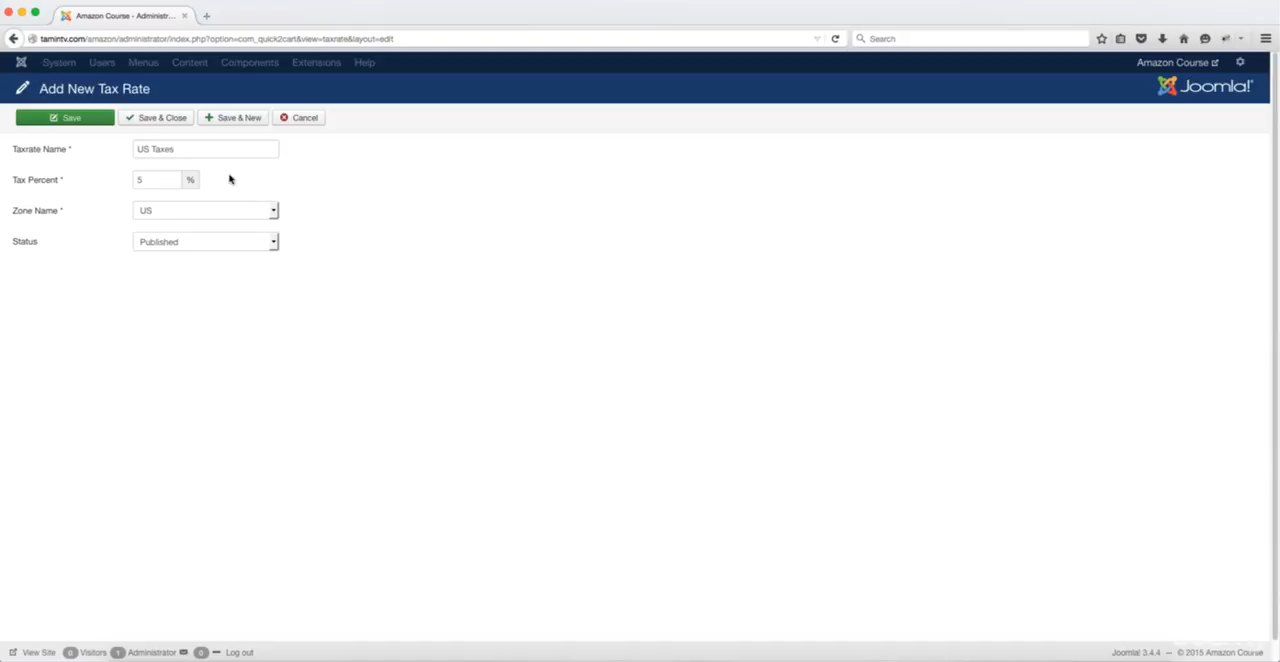 Amazon Course - Administr...
tamintv.com/amazon/administrator/index.php?option=com_quick2cart&view=taxrate&layout=edit
Search
System Users Menus Content Components Extensions Help
Amazon Course
Add New Tax Rate
Joomla!
Save Save & Close Save & New Cancel
Taxrate Name * US Taxes
Tax Percent * 5 %
Zone Name * US
Status Published
View Site 0 Visitors 1 Administrator 0 Log out
Joomla! 3.4.4 — © 2015 Amazon Course